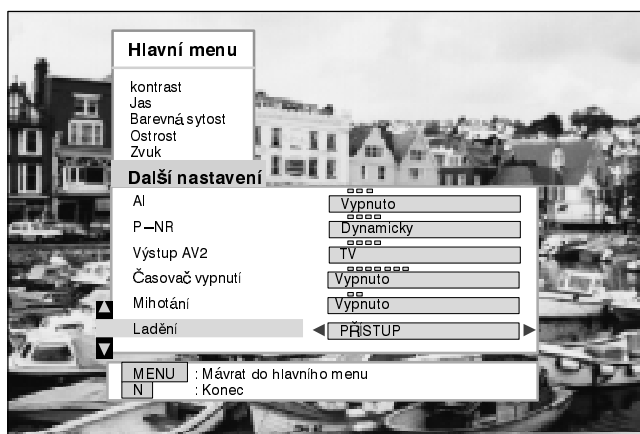 Hlavní menu
kontrast
Jas
Barevná sytost
Ostrost
Zvuk
Další nastavení
AI Vypnuto
P-NR Dynamicky
Výstup AV2 TV
Časovač vypnutí Vypnuto
Mihotání Vypnuto
Ladění PŘÍSTUP
MENU : Mávrat do hlavního menu
N : Konec